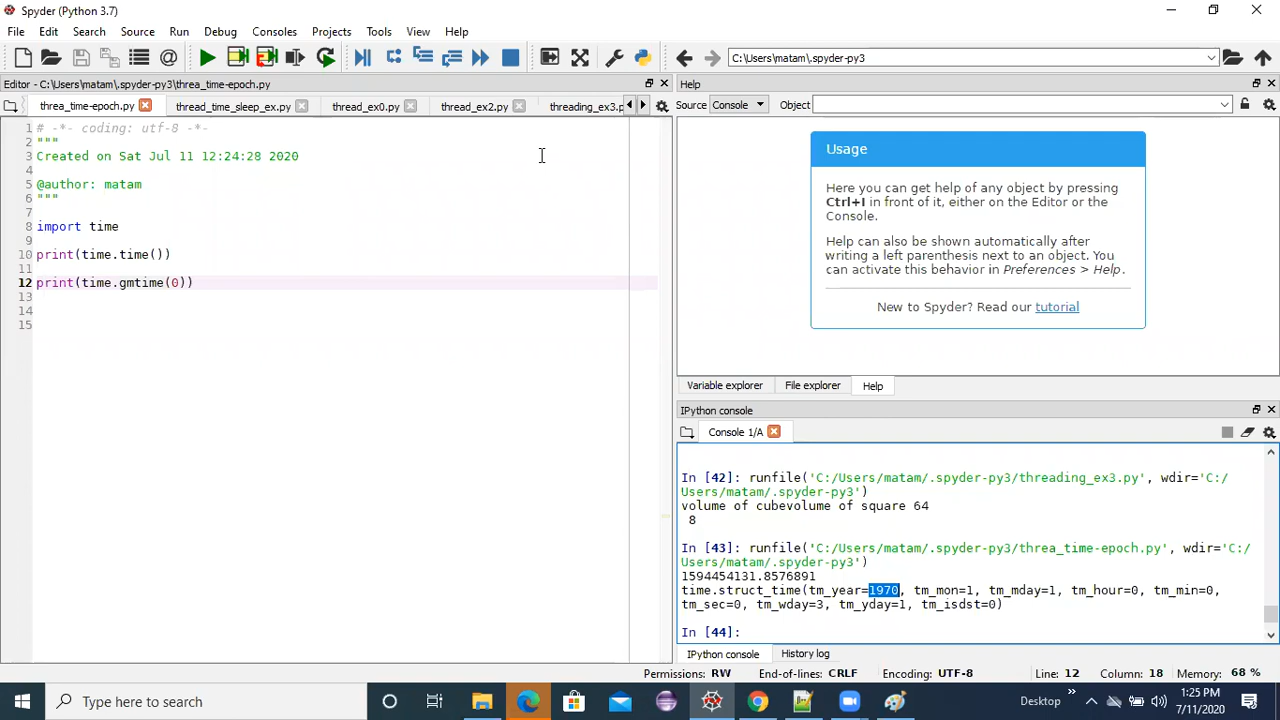 Spyder (Python 3.7)
File Edit Search Source Run Debug Consoles Projects Tools View Help
C:\Users\matam\.spyder-py3
Editor - C:\Users\matam\.spyder-py3\threa_time-epoch.py
Help
threa_time-epoch.py thread_time_sleep_ex.py thread_ex0.py thread_ex2.py threading_ex3.p
Source Console Object
1 # -*- coding: utf-8 -*-
2 """
3 Created on Sat Jul 11 12:24:28 2020
4
5 @author: matam
6 """
7
8 import time
9
10 print(time.time())
11
12 print(time.gmtime(0))
13
14
15
Usage
Here you can get help of any object by pressing
Ctrl+I in front of it, either on the Editor or the
Console.
Help can also be shown automatically after
writing a left parenthesis next to an object. You
can activate this behavior in Preferences > Help.
New to Spyder? Read our tutorial
Variable explorer File explorer Help
IPython console
Console 1/A
In [42]: runfile('C:/Users/matam/.spyder-py3/threading_ex3.py', wdir='C:/
Users/matam/.spyder-py3')
volume of cubevolume of square 64
8
In [43]: runfile('C:/Users/matam/.spyder-py3/threa_time-epoch.py', wdir='C:/
Users/matam/.spyder-py3')
1594454131.8576891
time.struct_time(tm_year=1970, tm_mon=1, tm_mday=1, tm_hour=0, tm_min=0,
tm_sec=0, tm_wday=3, tm_yday=1, tm_isdst=0)
In [44]:
IPython console History log
Permissions: RW End-of-lines: CRLF Encoding: UTF-8 Line: 12 Column: 18 Memory: 68 %
Type here to search
Desktop
1:25 PM
7/11/2020